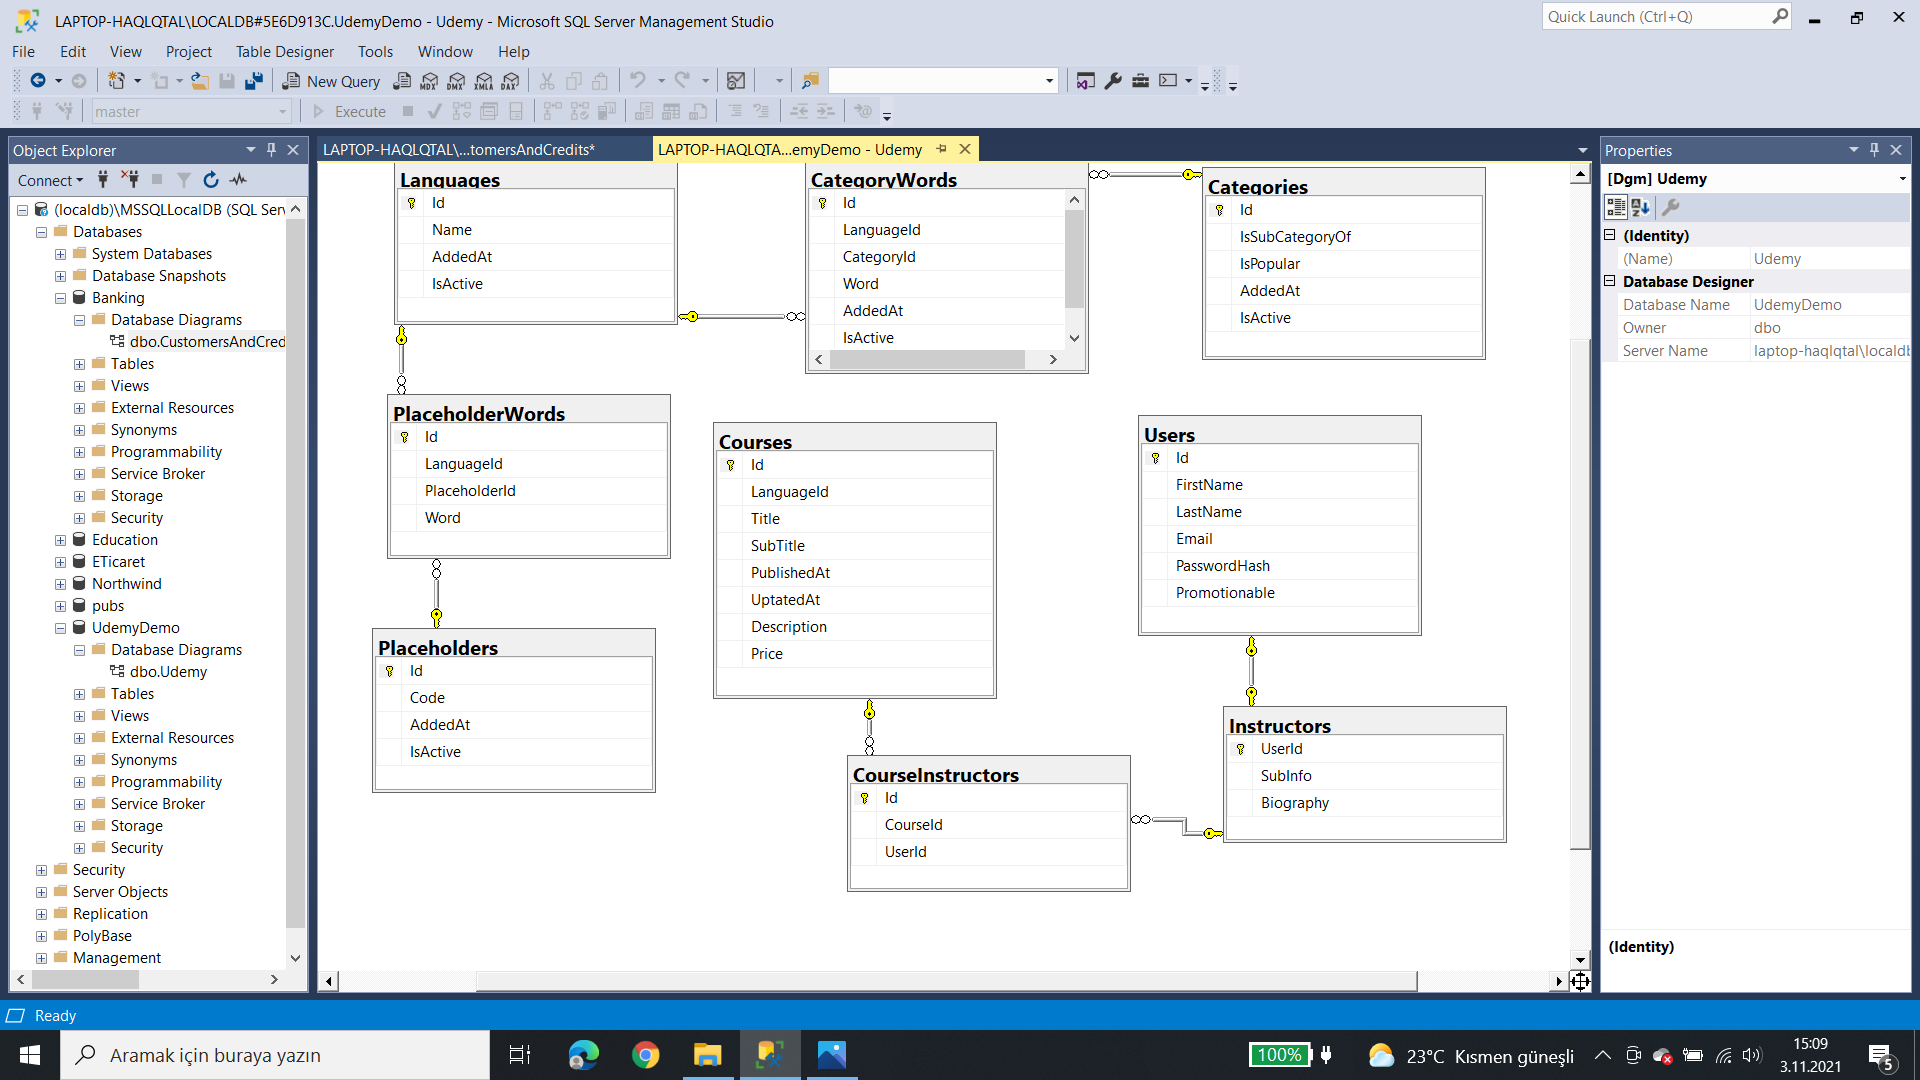 LAPTOP-HAQLQTAL\LOCALDB#5E6D913C.UdemyDemo - Udemy - Microsoft SQL Server Management Studio
Quick Launch (Ctrl+Q)
File Edit View Project Table Designer Tools Window Help
New Query MDX DMX XMLA DAX
master Execute
Object Explorer
Connect
(localdb)\MSSQLLocalDB (SQL Serv
Databases
System Databases
Database Snapshots
Banking
Database Diagrams
dbo.CustomersAndCred
Tables
Views
External Resources
Synonyms
Programmability
Service Broker
Storage
Security
Education
ETicaret
Northwind
pubs
UdemyDemo
Database Diagrams
dbo.Udemy
Tables
Views
External Resources
Synonyms
Programmability
Service Broker
Storage
Security
Security
Server Objects
Replication
PolyBase
Management
LAPTOP-HAQLQTAL\...tomersAndCredits*
LAPTOP-HAQLQTA...emyDemo - Udemy
Languages
Id
Name
AddedAt
IsActive
CategoryWords
Id
LanguageId
CategoryId
Word
AddedAt
IsActive
Categories
Id
IsSubCategoryOf
IsPopular
AddedAt
IsActive
PlaceholderWords
Id
LanguageId
PlaceholderId
Word
Courses
Id
LanguageId
Title
SubTitle
PublishedAt
UptatedAt
Description
Price
Users
Id
FirstName
LastName
Email
PasswordHash
Promotionable
Placeholders
Id
Code
AddedAt
IsActive
CourseInstructors
Id
CourseId
UserId
Instructors
UserId
SubInfo
Biography
Properties
[Dgm] Udemy
(Identity)
(Name) Udemy
Database Designer
Database Name UdemyDemo
Owner dbo
Server Name laptop-haqlqtal\localdb
(Identity)
Ready
Aramak için buraya yazın
100%
23°C Kısmen güneşli
15:09
3.11.2021
5